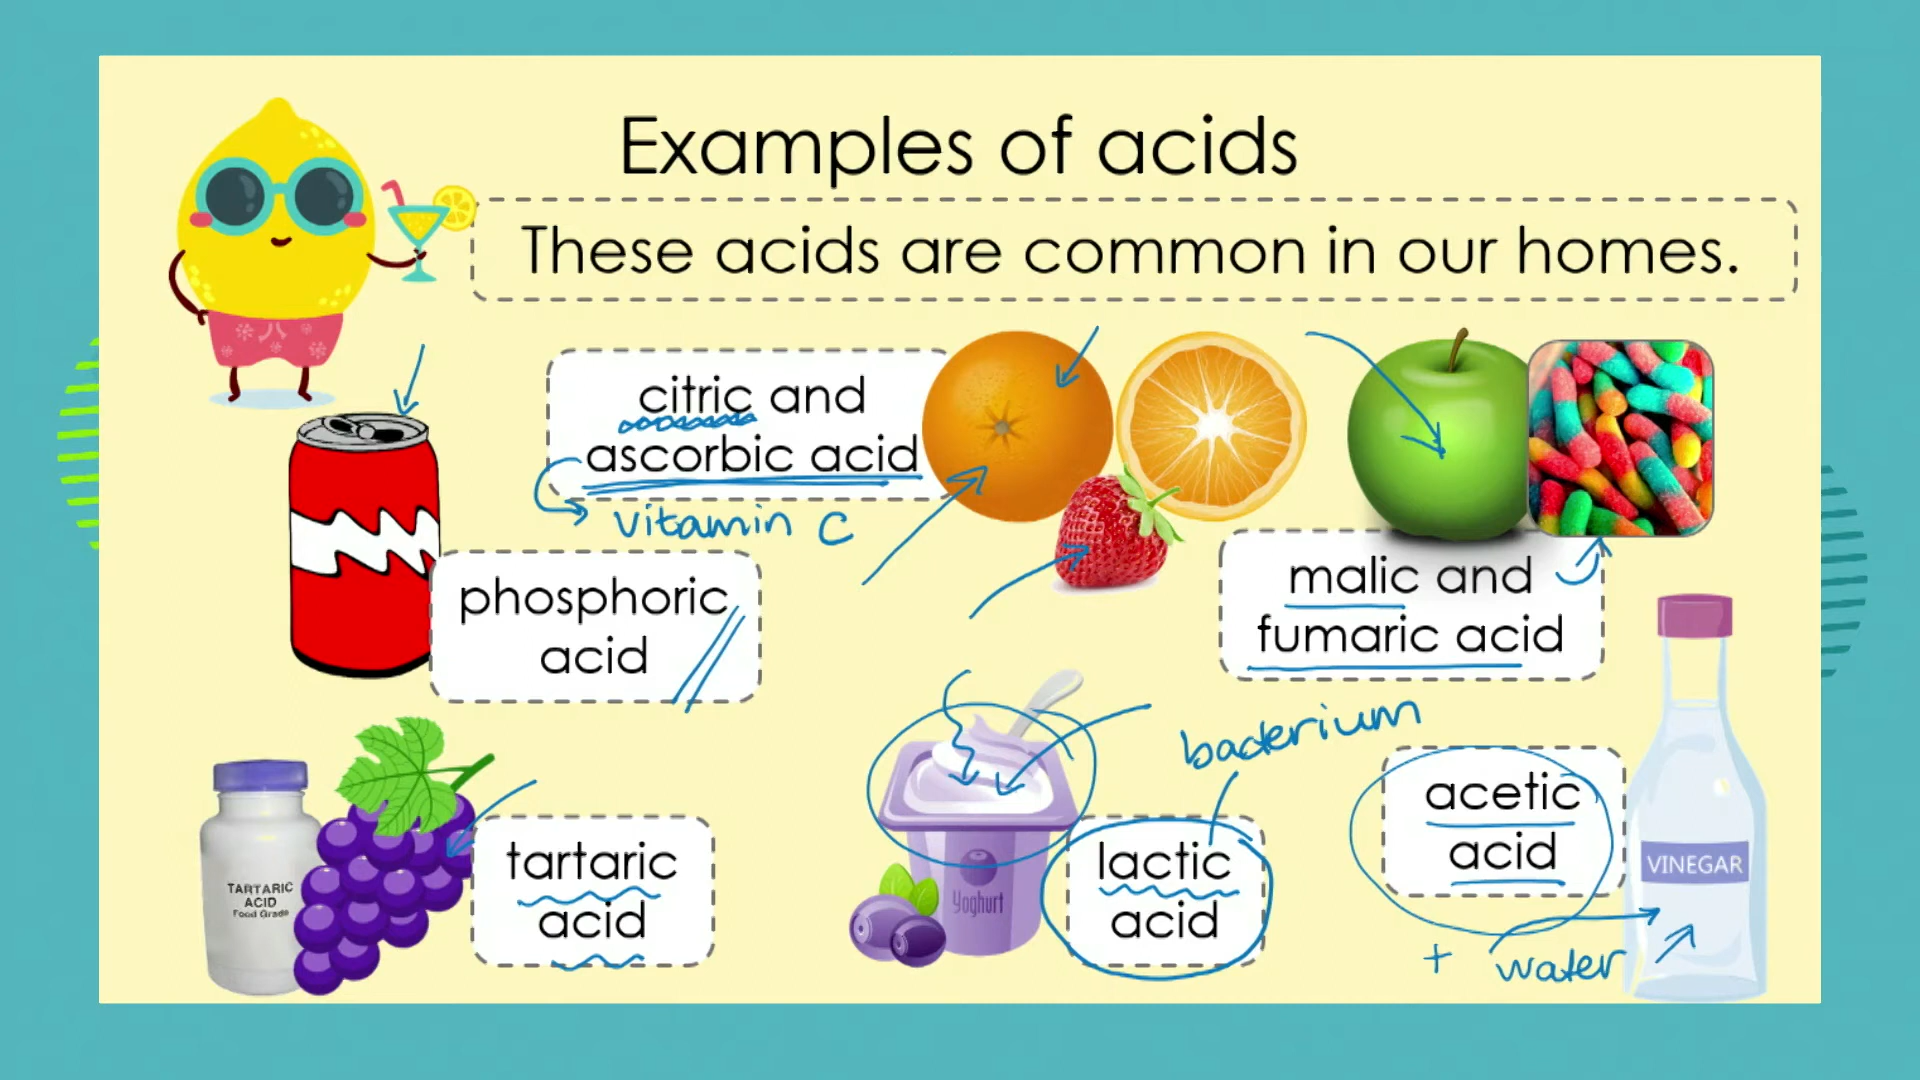 Examples of acids
These acids are common in our homes.
citric and
ascorbic acid
vitamin C
phosphoric
acid
malic and
fumaric acid
bacterium
TARTARIC
ACID
Food Grade
tartaric
acid
Yoghurt
lactic
acid
acetic
acid
VINEGAR
+ water